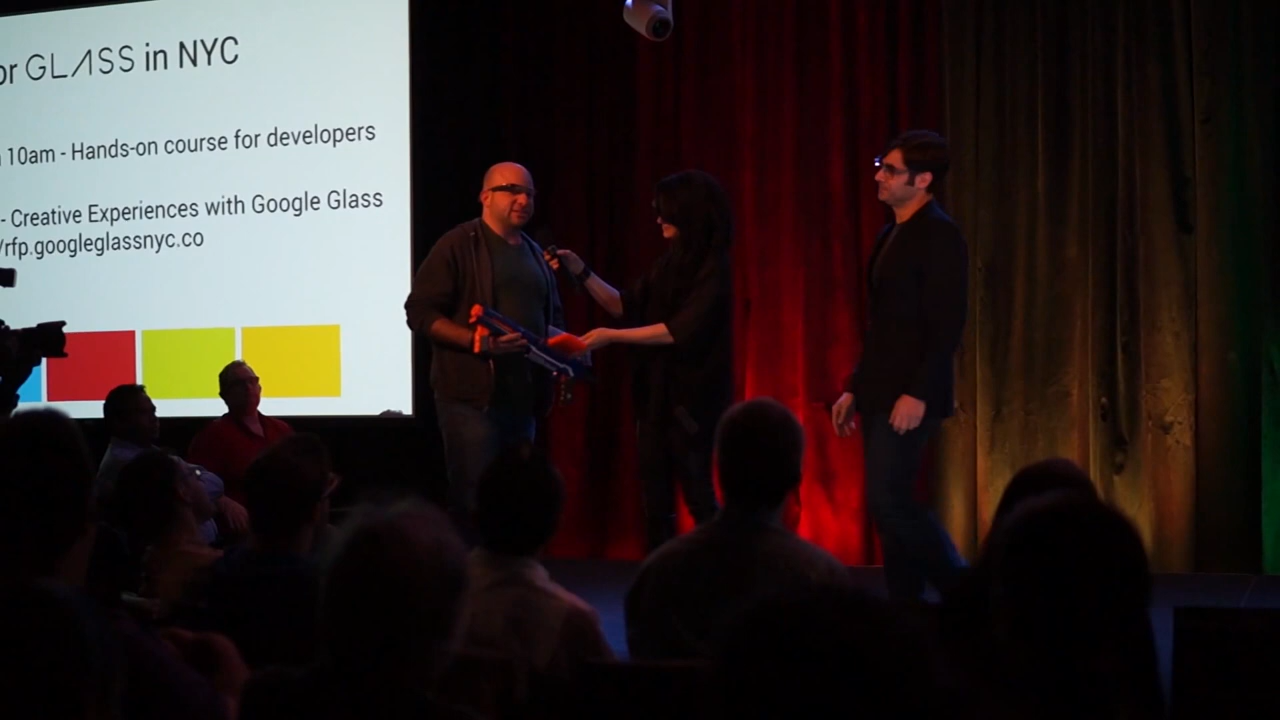 or GLASS in NYC
10am - Hands-on course for developers
- Creative Experiences with Google Glass
/rfp.googleglassnyc.co